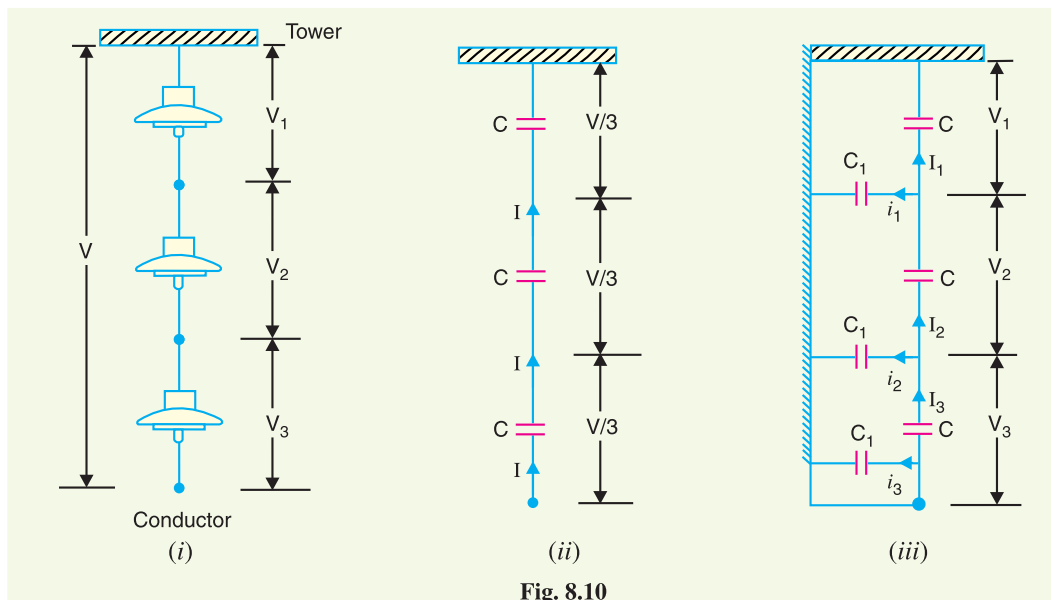 Tower
V
V1
V2
V3
Conductor
(i)
C
V/3
I
C
V/3
I
C
V/3
I
(ii)
C
V1
I1
C1
i1
C
V2
I2
C1
i2
I3
C
V3
C1
i3
(iii)
Fig. 8.10